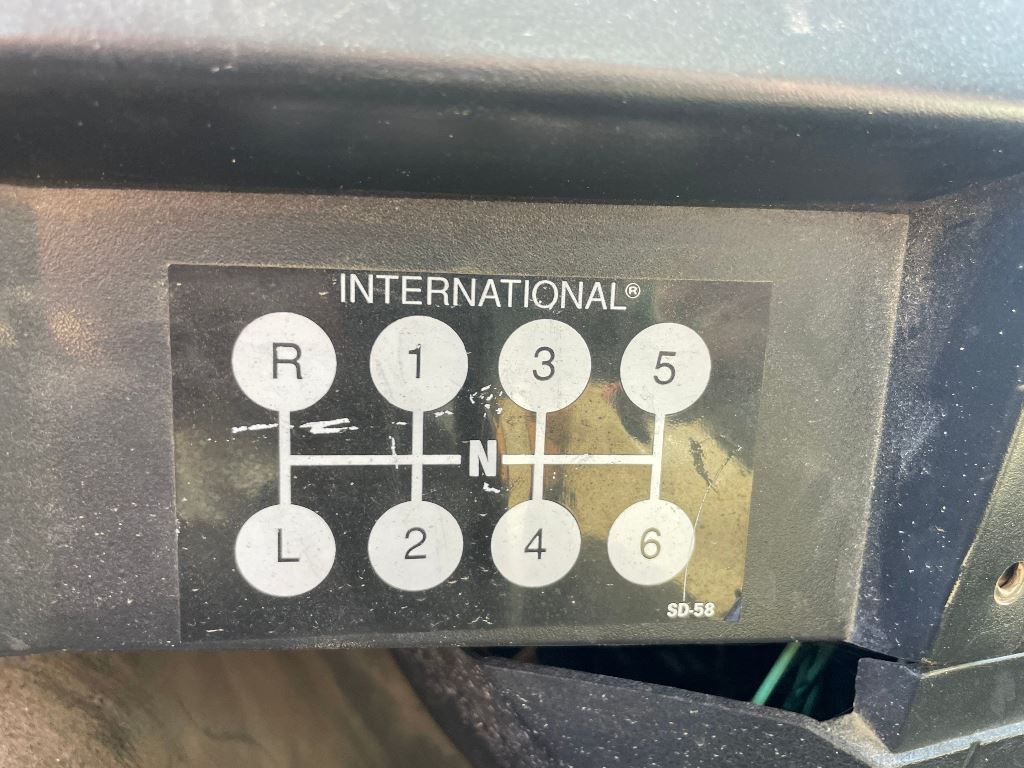 INTERNATIONAL®
R 1 3 5
N
L 2 4 6
SD-58